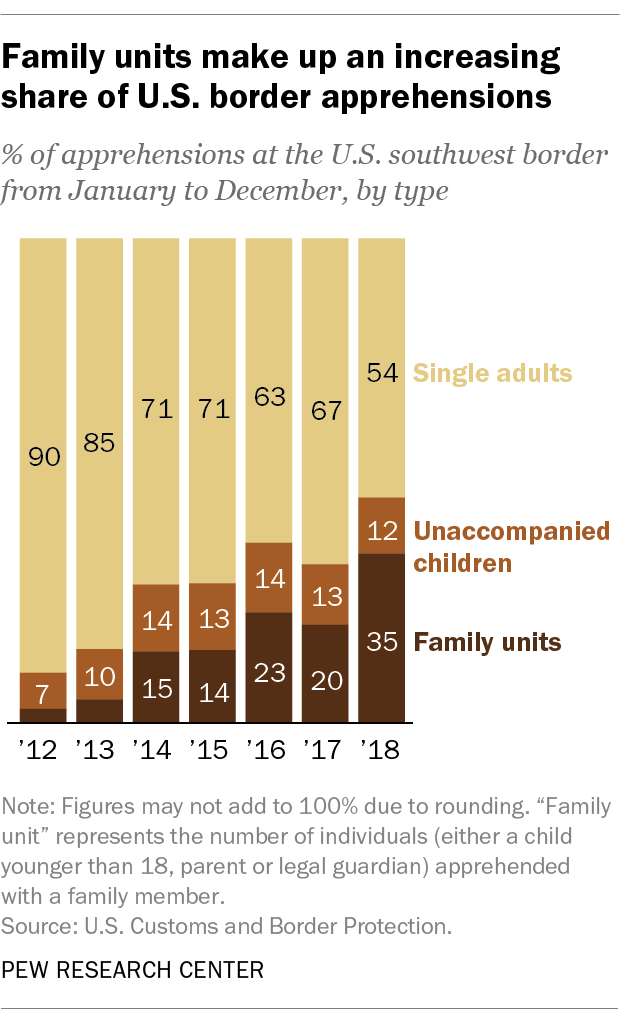 Family units make up an increasing
share of U.S. border apprehensions
% of apprehensions at the U.S. southwest border
from January to December, by type
90 85 71 71 63 67 54 Single adults
7 10 14 13 14 13 12 Unaccompanied
children
15 14 23 20 35 Family units
’12 ’13 ’14 ’15 ’16 ’17 ’18
Note: Figures may not add to 100% due to rounding. “Family
unit” represents the number of individuals (either a child
younger than 18, parent or legal guardian) apprehended
with a family member.
Source: U.S. Customs and Border Protection.
PEW RESEARCH CENTER